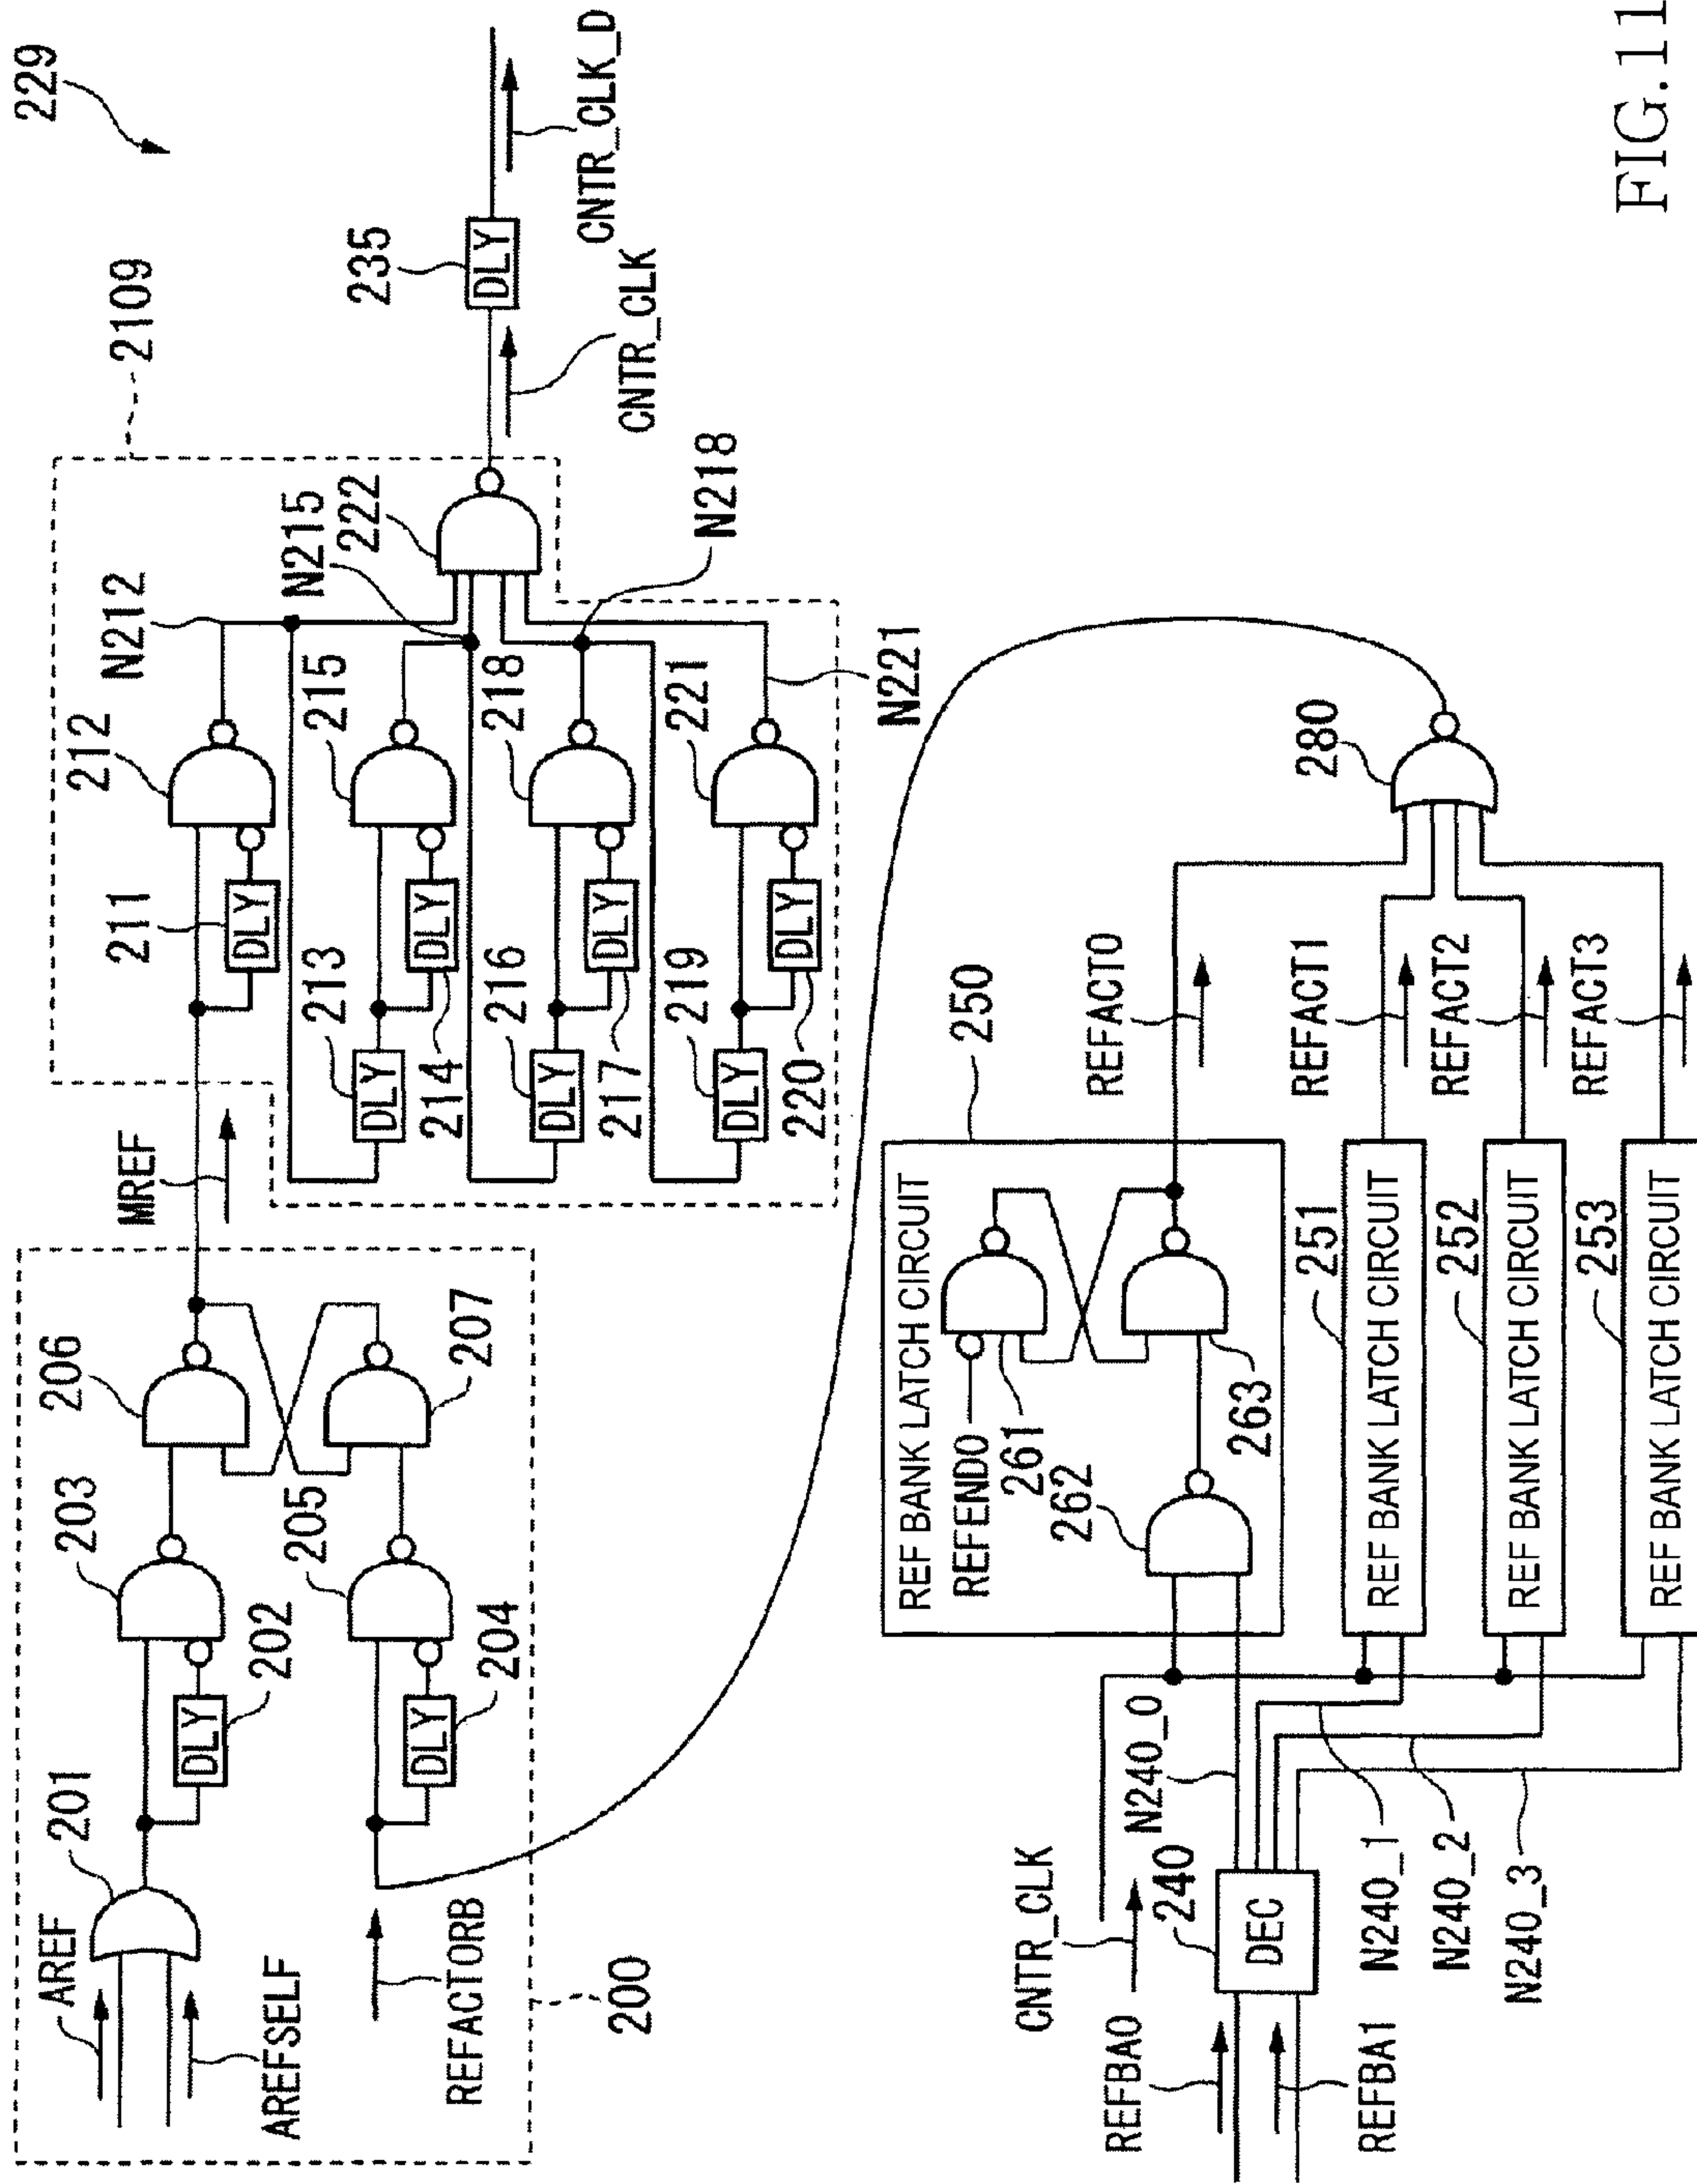 229
AREF
AREFSELF
201
DLY
202
203
206
MREF
REFACTORB
DLY
204
205
207
200
2109
211
DLY
212
N212
213
DLY
DLY
214
215
N215
216
DLY
DLY
217
218
N218
219
DLY
DLY
220
221
N221
222
CNTR_CLK
235
DLY
CNTR_CLK_D
CNTR_CLK
REFBA0
REFBA1
240
DEC
N240_0
N240_1
N240_2
N240_3
250
REF BANK LATCH CIRCUIT
REFEND0
261
262
263
251
REF BANK LATCH CIRCUIT
252
REF BANK LATCH CIRCUIT
253
REF BANK LATCH CIRCUIT
REFACT0
REFACT1
REFACT2
REFACT3
280
FIG.11